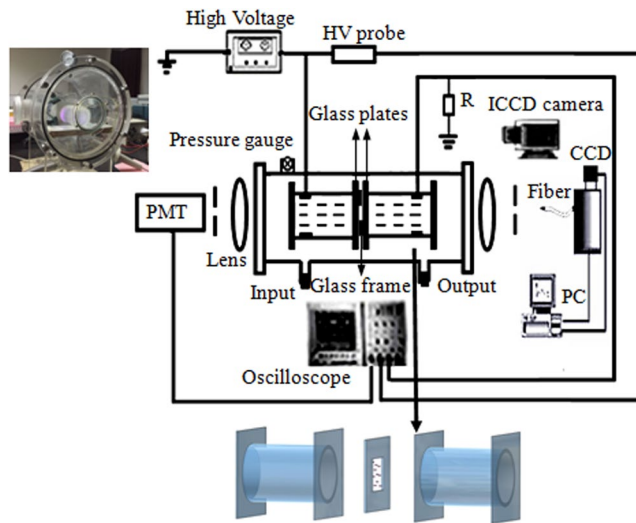 High Voltage
HV probe
R
ICCD camera
Glass plates
Pressure gauge
CCD
Fiber
PMT
Lens
Input
Glass frame
Output
PC
Oscilloscope